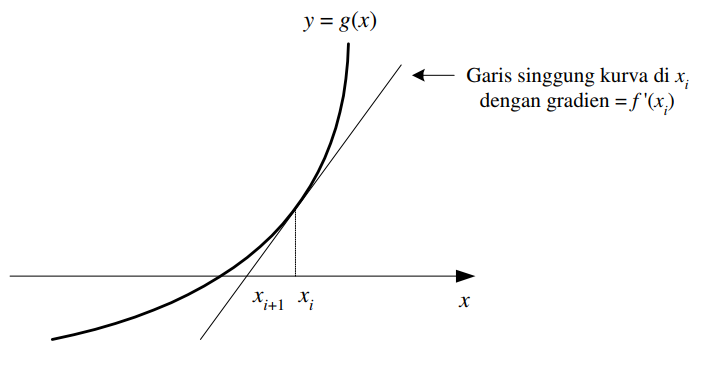 y = g(x)
Garis singgung kurva di xᵢ
dengan gradien = f '(xᵢ)
xᵢ₊₁ xᵢ
x